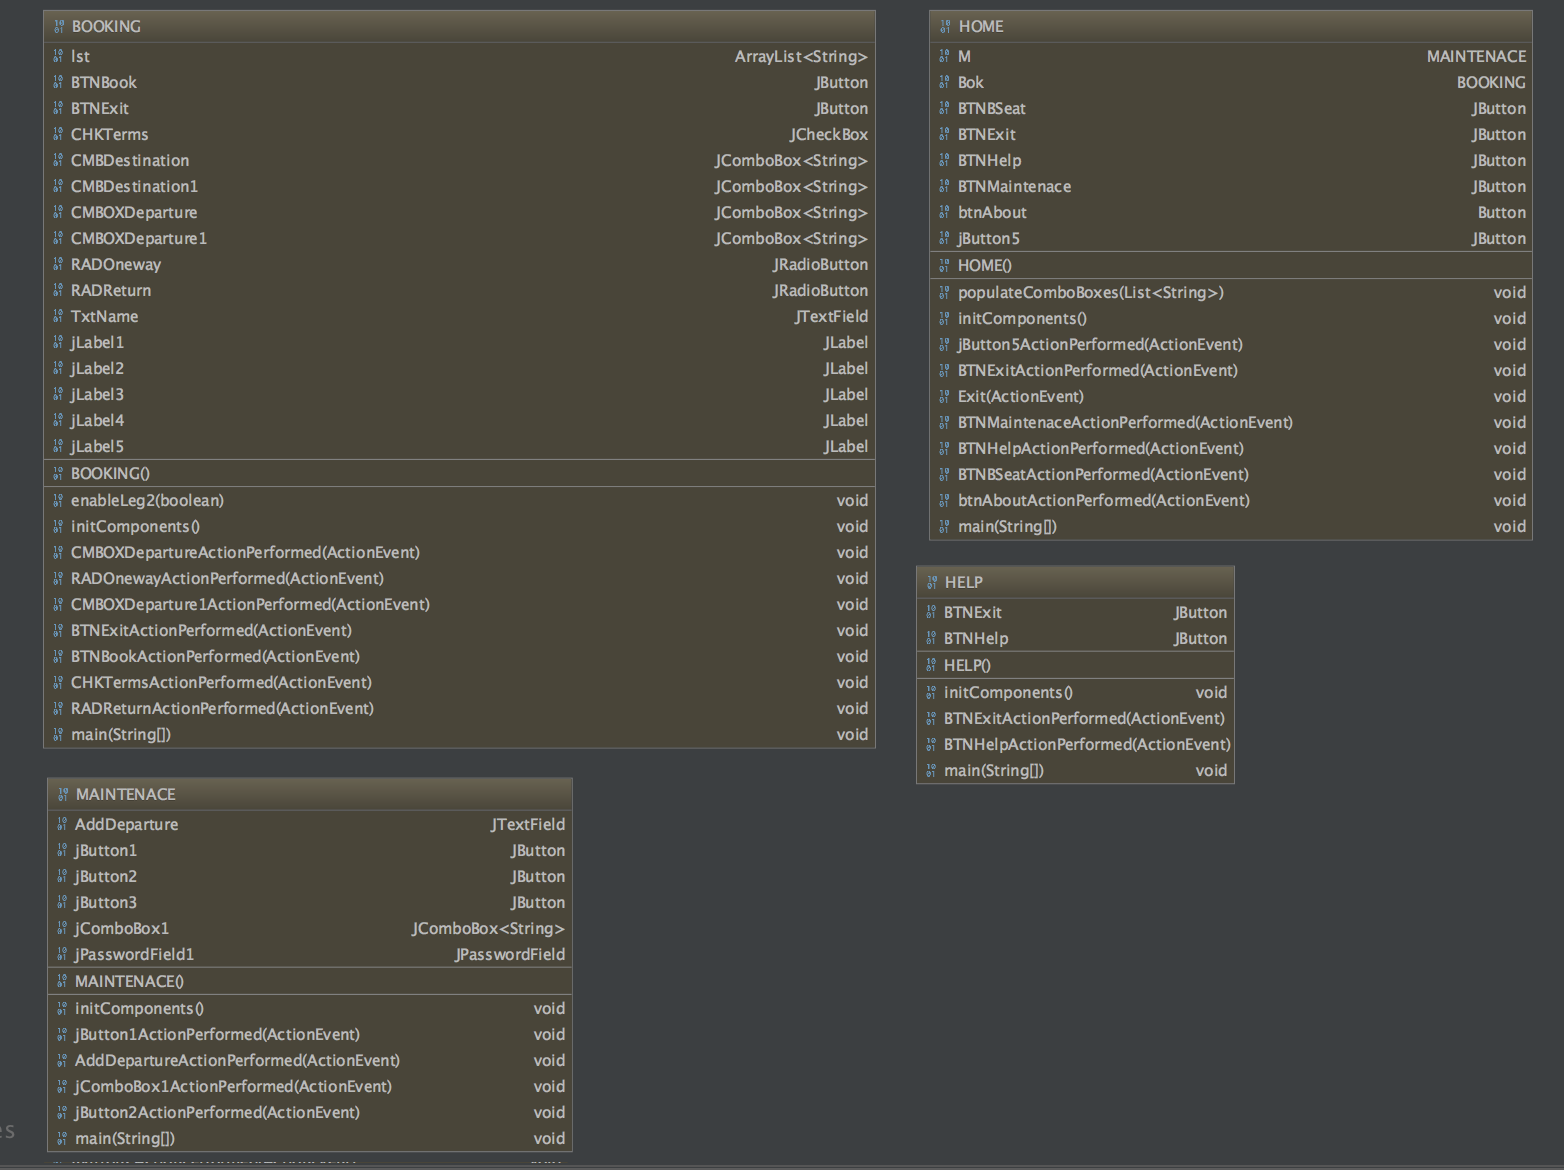 BOOKING
lst ArrayList<String>
BTNBook JButton
BTNExit JButton
CHKTerms JCheckBox
CMBDestination JComboBox<String>
CMBDestination1 JComboBox<String>
CMBOXDeparture JComboBox<String>
CMBOXDeparture1 JComboBox<String>
RADOneway JRadioButton
RADReturn JRadioButton
TxtName JTextField
jLabel1 JLabel
jLabel2 JLabel
jLabel3 JLabel
jLabel4 JLabel
jLabel5 JLabel
BOOKING()
enableLeg2(boolean) void
initComponents() void
CMBOXDepartureActionPerformed(ActionEvent) void
RADOnewayActionPerformed(ActionEvent) void
CMBOXDeparture1ActionPerformed(ActionEvent) void
BTNExitActionPerformed(ActionEvent) void
BTNBookActionPerformed(ActionEvent) void
CHKTermsActionPerformed(ActionEvent) void
RADReturnActionPerformed(ActionEvent) void
main(String[]) void
HOME
M MAINTENACE
Bok BOOKING
BTNBSeat JButton
BTNExit JButton
BTNHelp JButton
BTNMaintenace JButton
btnAbout Button
jButton5 JButton
HOME()
populateComboBoxes(List<String>) void
initComponents() void
jButton5ActionPerformed(ActionEvent) void
BTNExitActionPerformed(ActionEvent) void
Exit(ActionEvent) void
BTNMaintenaceActionPerformed(ActionEvent) void
BTNHelpActionPerformed(ActionEvent) void
BTNBSeatActionPerformed(ActionEvent) void
btnAboutActionPerformed(ActionEvent) void
main(String[]) void
HELP
BTNExit JButton
BTNHelp JButton
HELP()
initComponents() void
BTNExitActionPerformed(ActionEvent)
BTNHelpActionPerformed(ActionEvent)
main(String[]) void
MAINTENACE
AddDeparture JTextField
jButton1 JButton
jButton2 JButton
jButton3 JButton
jComboBox1 JComboBox<String>
jPasswordField1 JPasswordField
MAINTENACE()
initComponents() void
jButton1ActionPerformed(ActionEvent) void
AddDepartureActionPerformed(ActionEvent) void
jComboBox1ActionPerformed(ActionEvent) void
jButton2ActionPerformed(ActionEvent) void
main(String[]) void